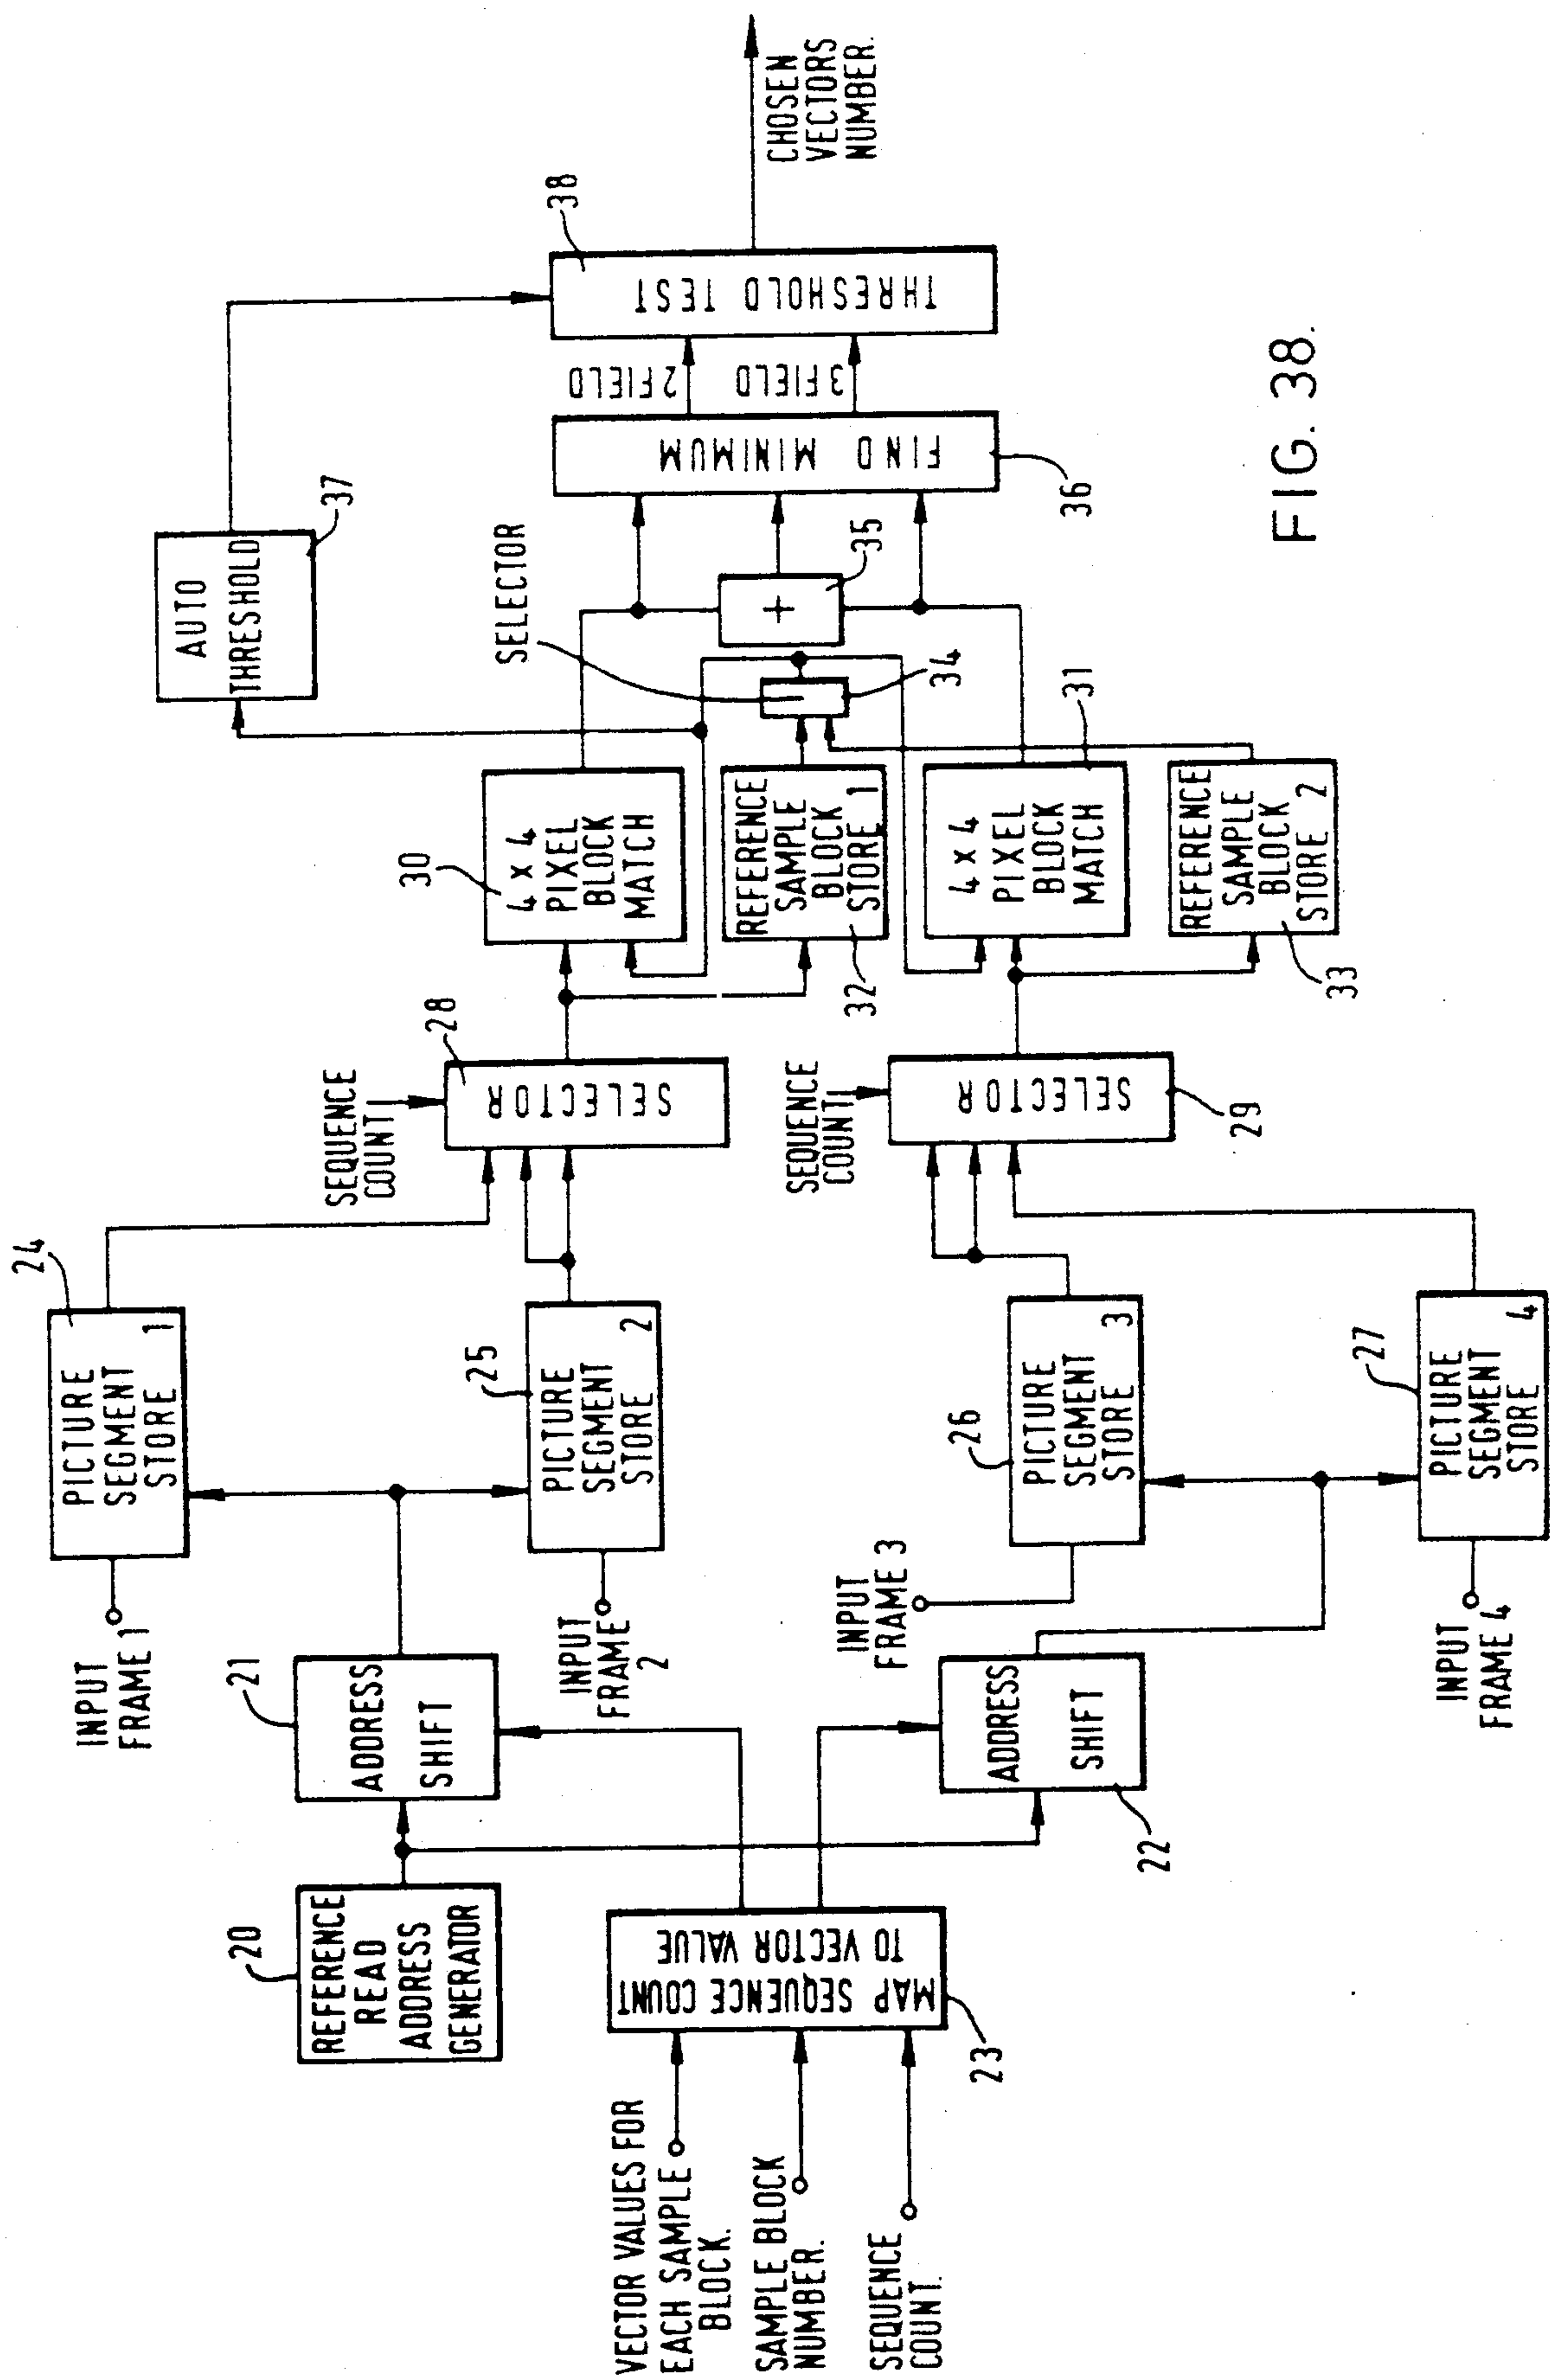 VECTOR VALUES FOR
EACH SAMPLE
BLOCK.
SAMPLE BLOCK
NUMBER.
SEQUENCE
COUNT.
20
REFERENCE
READ
ADDRESS
GENERATOR
MAP SEQUENCE COUNT
TO VECTOR VALUE
23
21
ADDRESS
SHIFT
ADDRESS
SHIFT
22
INPUT
FRAME 1
INPUT
FRAME
2
INPUT
FRAME 3
INPUT
FRAME 4
24
PICTURE
SEGMENT
STORE 1
25
PICTURE
SEGMENT
STORE 2
26
PICTURE
SEGMENT
STORE 3
27
PICTURE
SEGMENT
STORE 4
SEQUENCE
COUNT
28
SELECTOR
SEQUENCE
COUNT
SELECTOR
29
30
4 x 4
PIXEL
BLOCK
MATCH
REFERENCE
SAMPLE
BLOCK
STORE 1
32
4 x 4
PIXEL
BLOCK
MATCH
31
REFERENCE
SAMPLE
BLOCK
STORE 2
33
SELECTOR
34
+
35
AUTO
THRESHOLD
37
FIND MINIMUM
36
2 FIELD
3 FIELD
THRESHOLD TEST
38
CHOSEN
VECTORS
NUMBER.
FIG. 38.